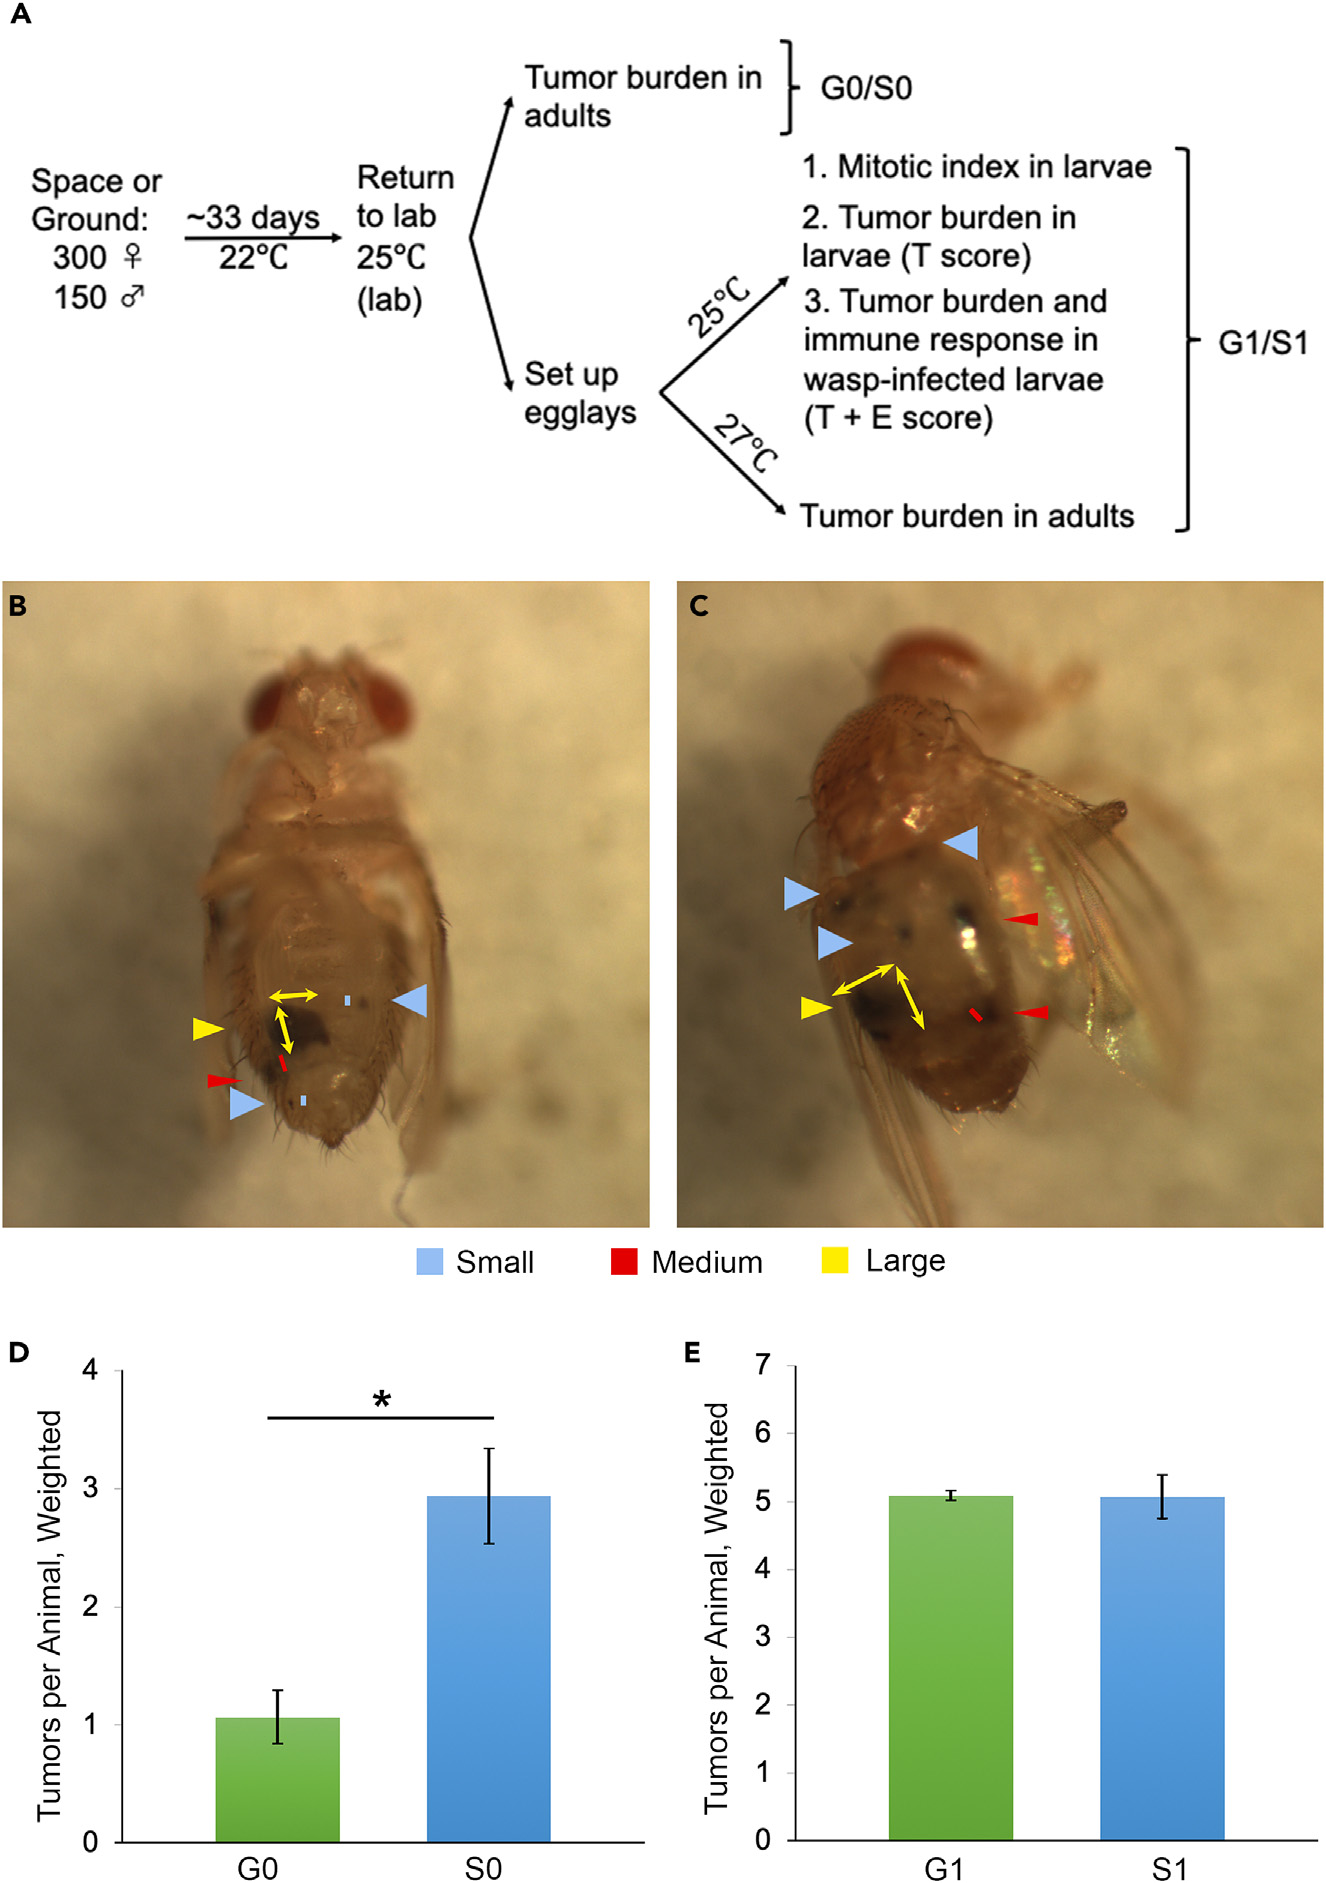 A
Space or
Ground:
300 ♀
150 ♂
~33 days
22°C
Return
to lab
25°C
(lab)
Tumor burden in
adults
G0/S0
Set up
egglays
25°C
27°C
1. Mitotic index in larvae
2. Tumor burden in
larvae (T score)
3. Tumor burden and
immune response in
wasp-infected larvae
(T + E score)
Tumor burden in adults
G1/S1
B
C
Small
Medium
Large
D
Tumors per Animal, Weighted
4
3
2
1
0
*
G0
S0
E
Tumors per Animal, Weighted
7
6
5
4
3
2
1
0
G1
S1